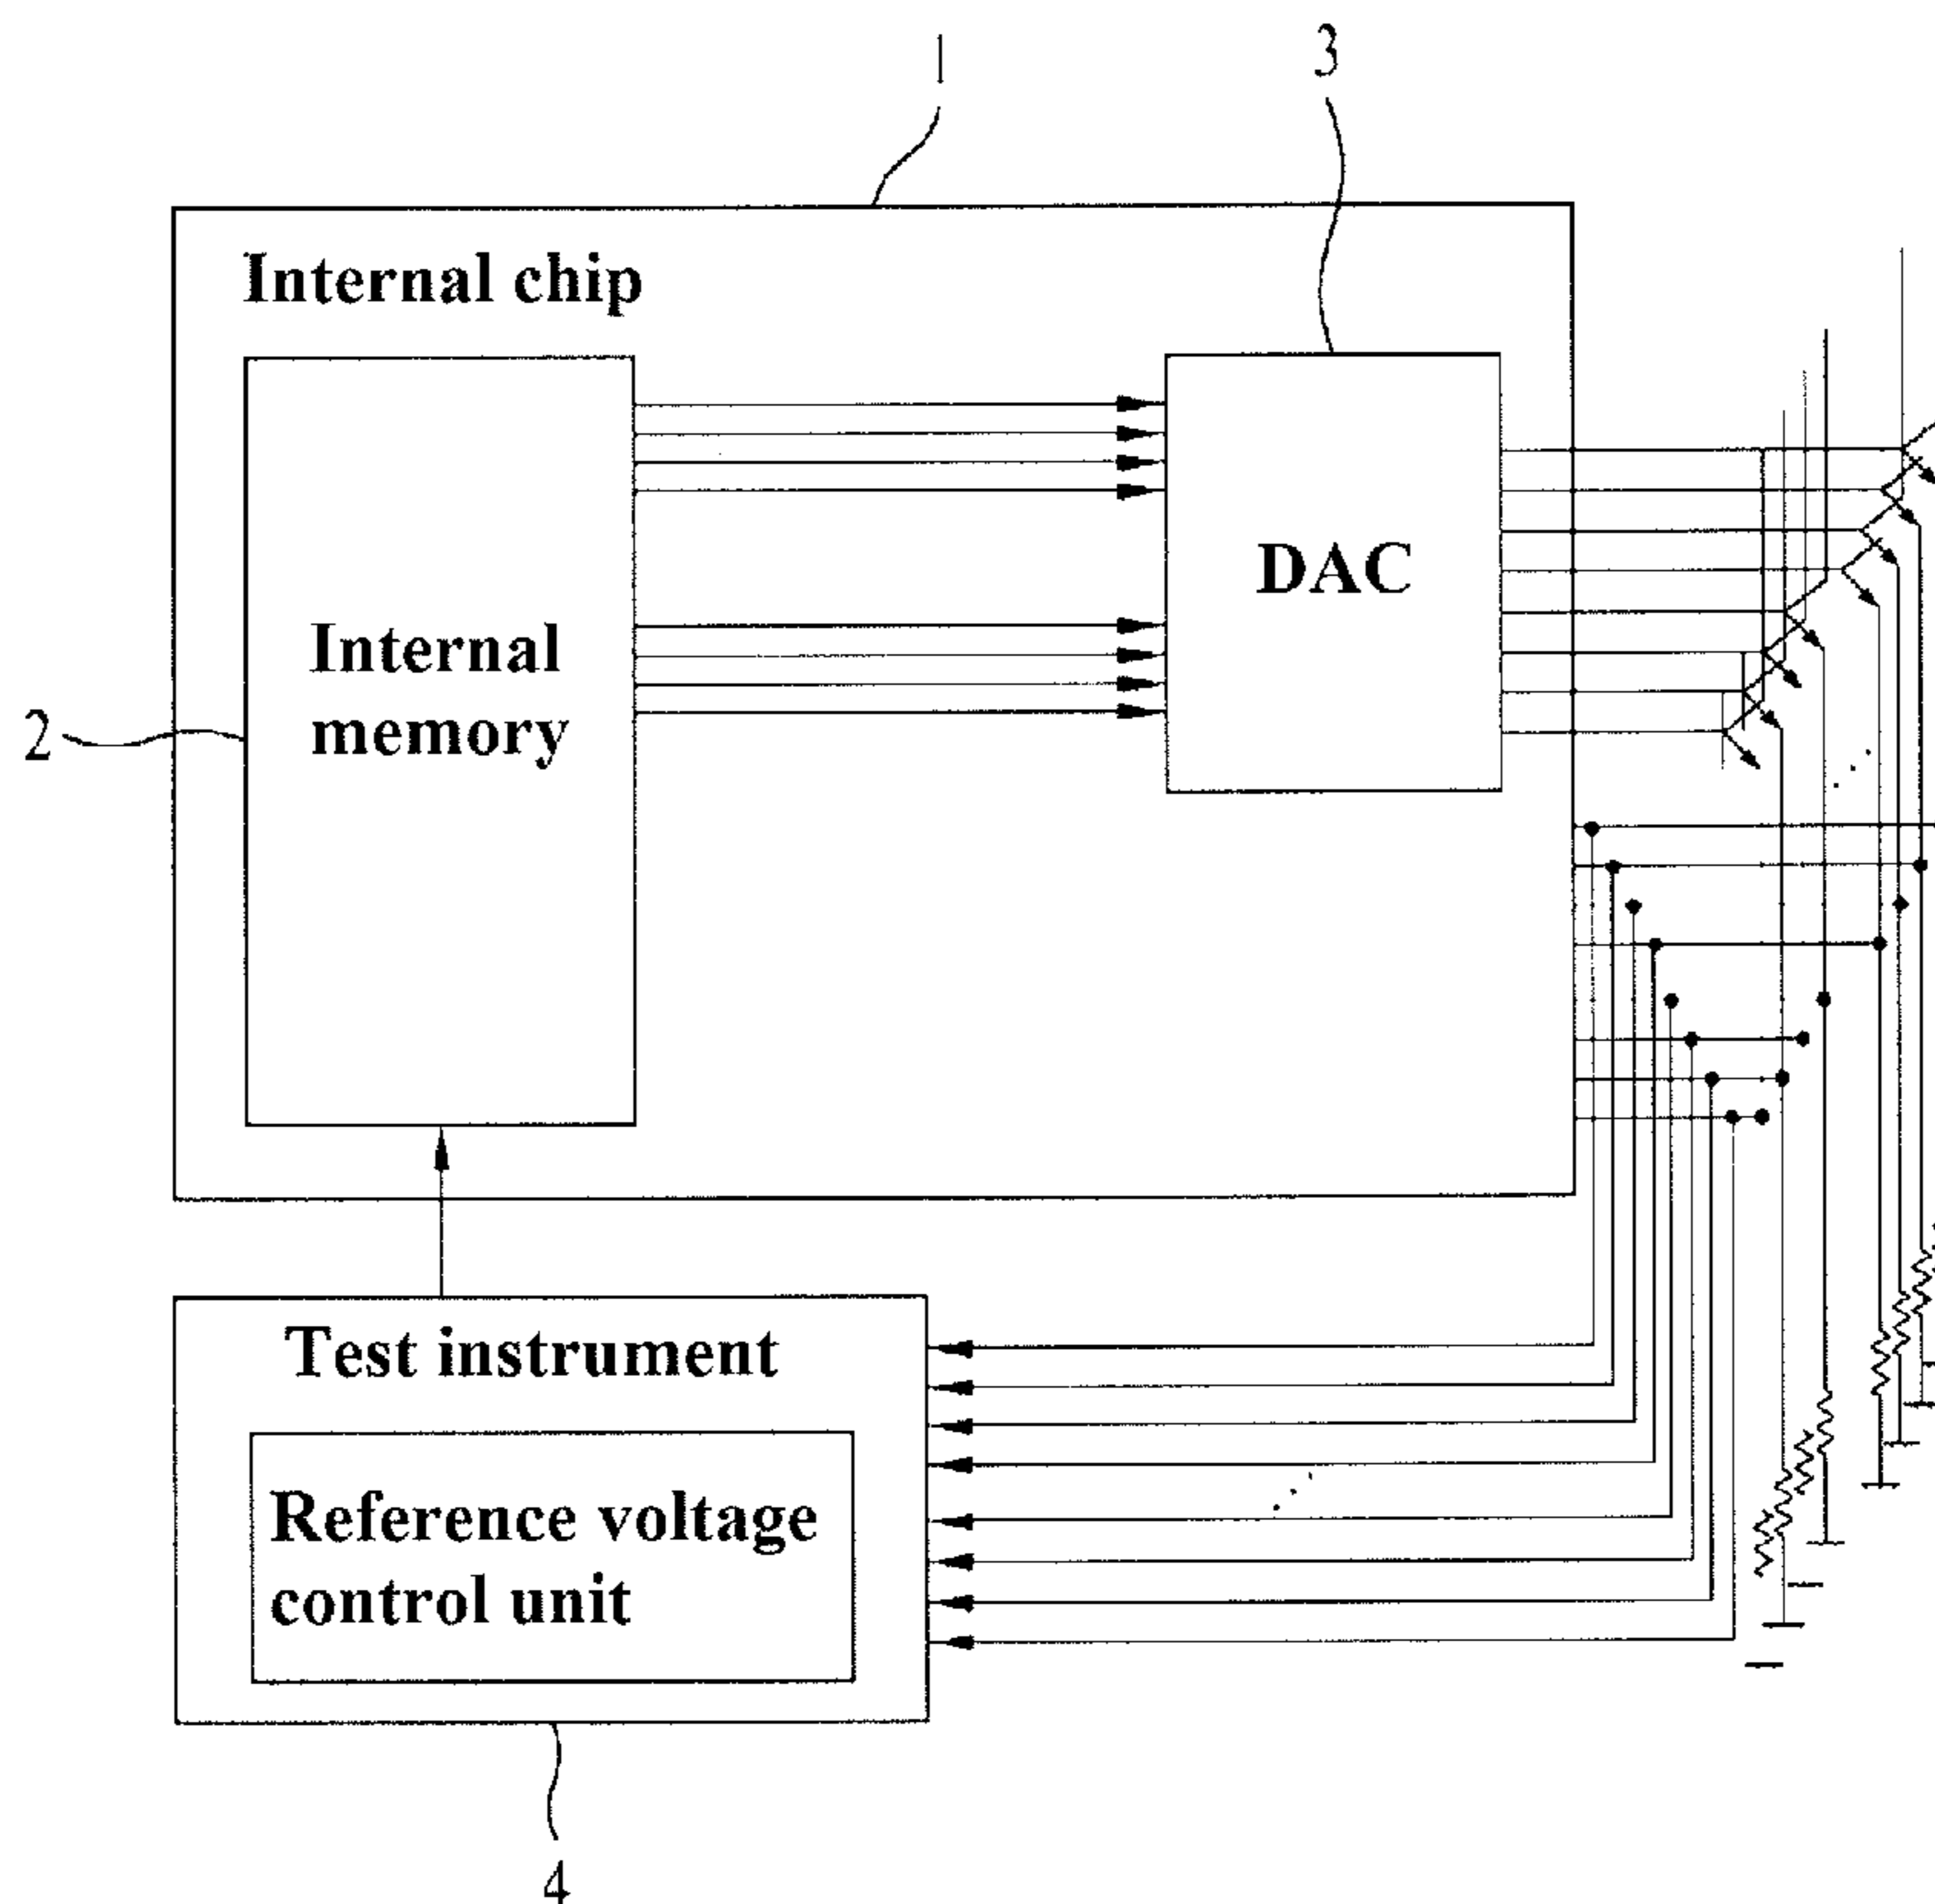 1
3
Internal chip
DAC
Internal
memory
2
Test instrument
Reference voltage
control unit
4